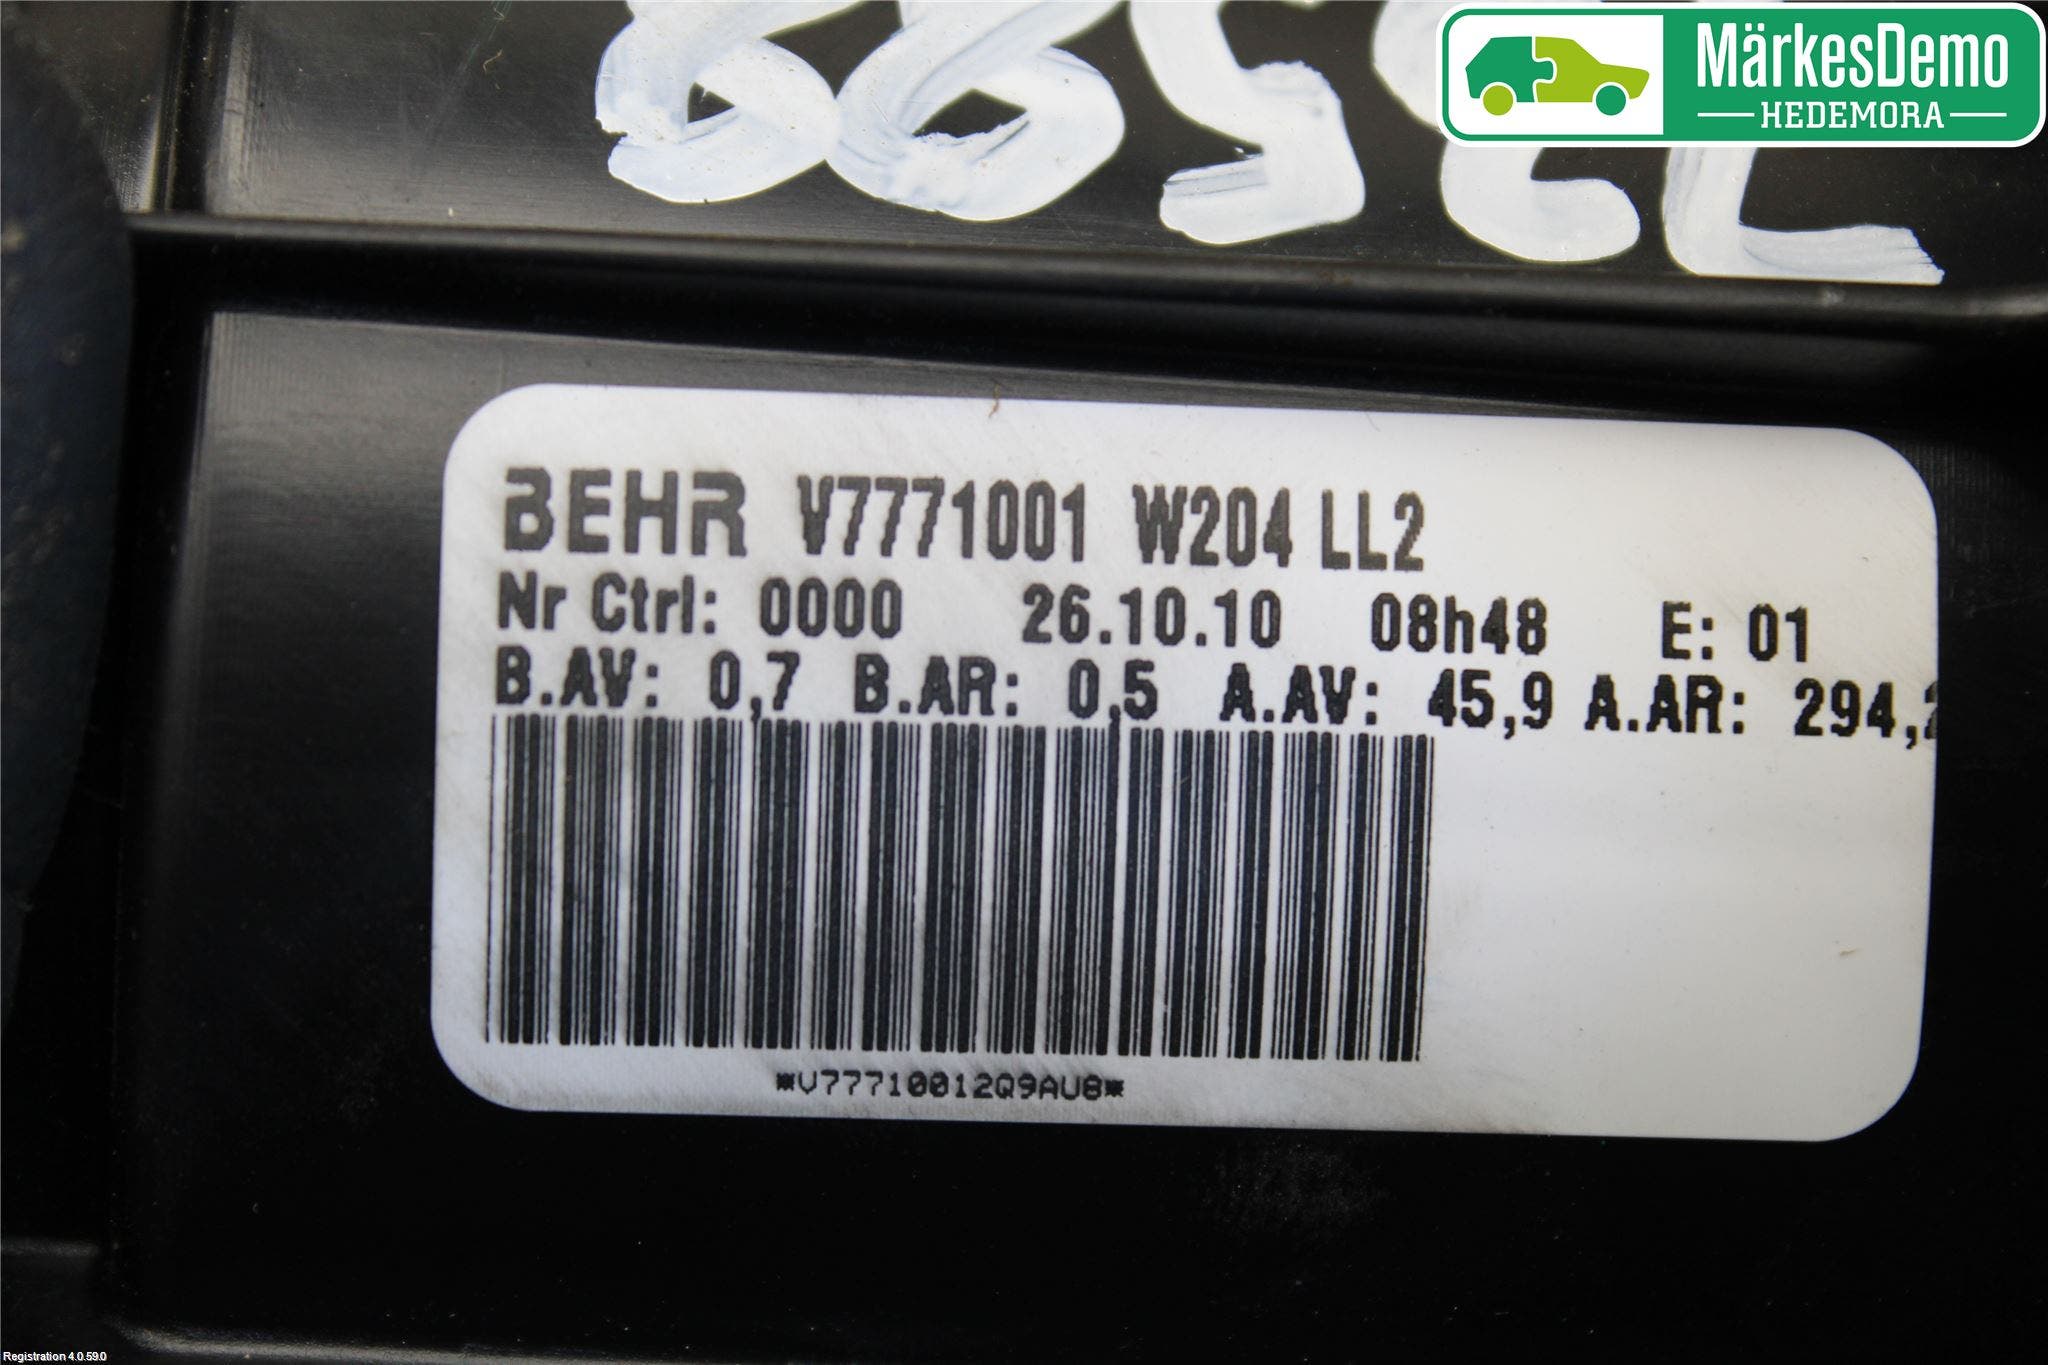 MärkesDemo
HEDEMORA
BEHR V7771001 W204 LL2
Nr Ctrl: 0000 26.10.10 08h48 E: 01
B.AV: 0,7 B.AR: 0,5 A.AV: 45,9 A.AR: 294,2
*V77710012Q9AU8*
Registration 4.0.59.0